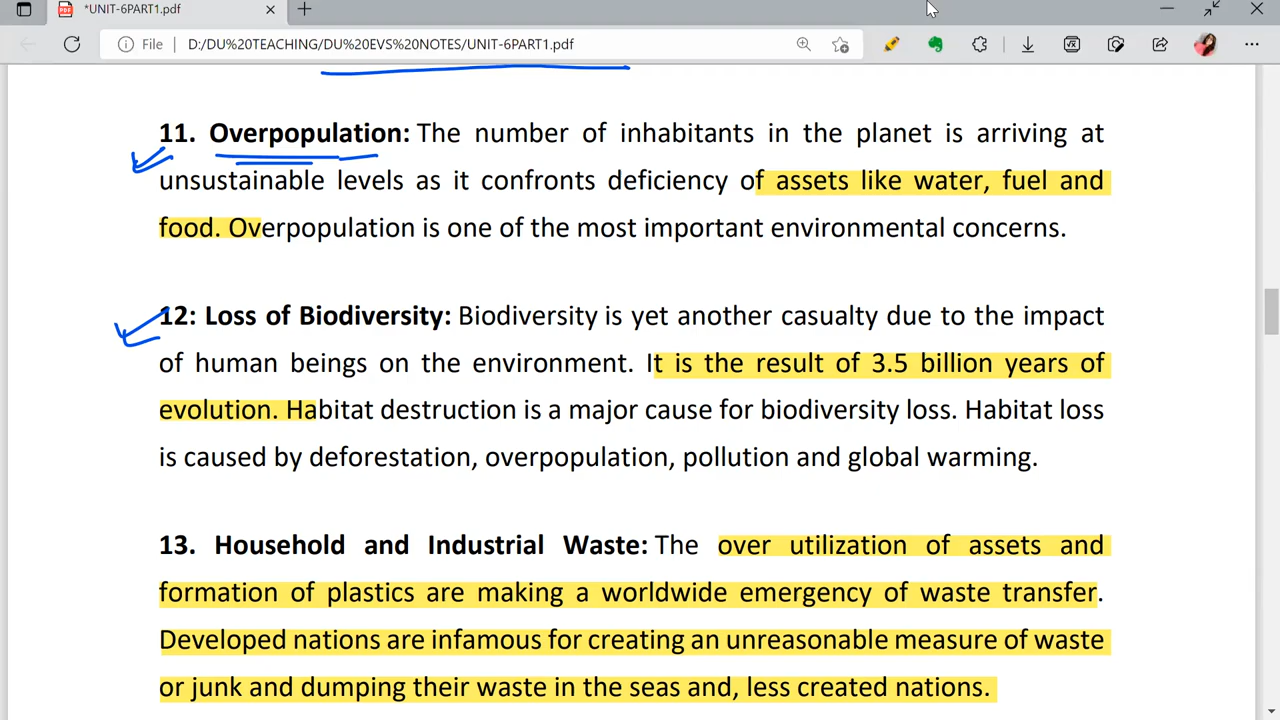 *UNIT-6PART1.pdf
File D:/DU%20TEACHING/DU%20EVS%20NOTES/UNIT-6PART1.pdf
11. Overpopulation: The number of inhabitants in the planet is arriving at
unsustainable levels as it confronts deficiency of assets like water, fuel and
food. Overpopulation is one of the most important environmental concerns.
12: Loss of Biodiversity: Biodiversity is yet another casualty due to the impact
of human beings on the environment. It is the result of 3.5 billion years of
evolution. Habitat destruction is a major cause for biodiversity loss. Habitat loss
is caused by deforestation, overpopulation, pollution and global warming.
13. Household and Industrial Waste: The over utilization of assets and
formation of plastics are making a worldwide emergency of waste transfer.
Developed nations are infamous for creating an unreasonable measure of waste
or junk and dumping their waste in the seas and, less created nations.